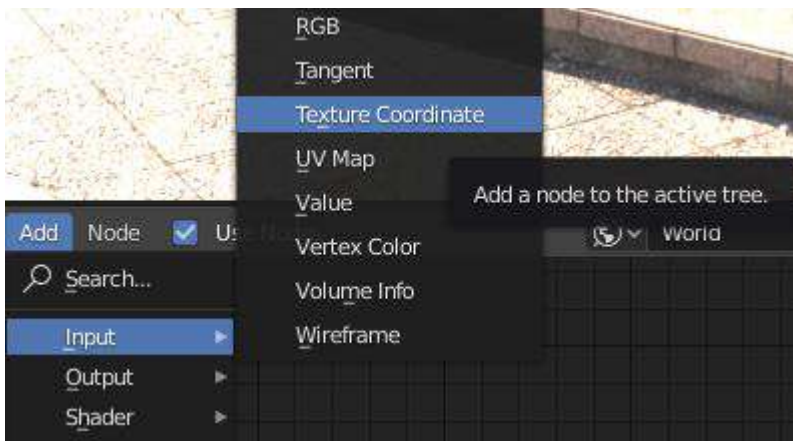 RGB
Tangent
Texture Coordinate
UV Map
Value
Add a node to the active tree.
Vertex Color
Volume Info
Wireframe
Add Node
World
Search...
Input
Output
Shader